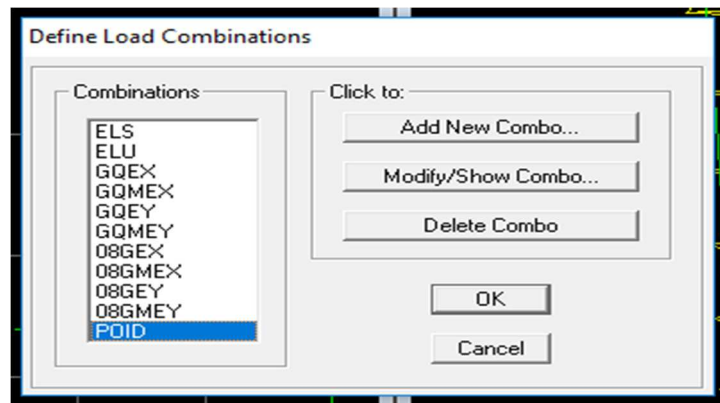 Define Load Combinations
Combinations
ELS
ELU
GQEX
GQMEX
GQEY
GQMEY
08GEX
08GMEX
08GEY
08GMEY
POID
Click to:
Add New Combo...
Modify/Show Combo...
Delete Combo
OK
Cancel